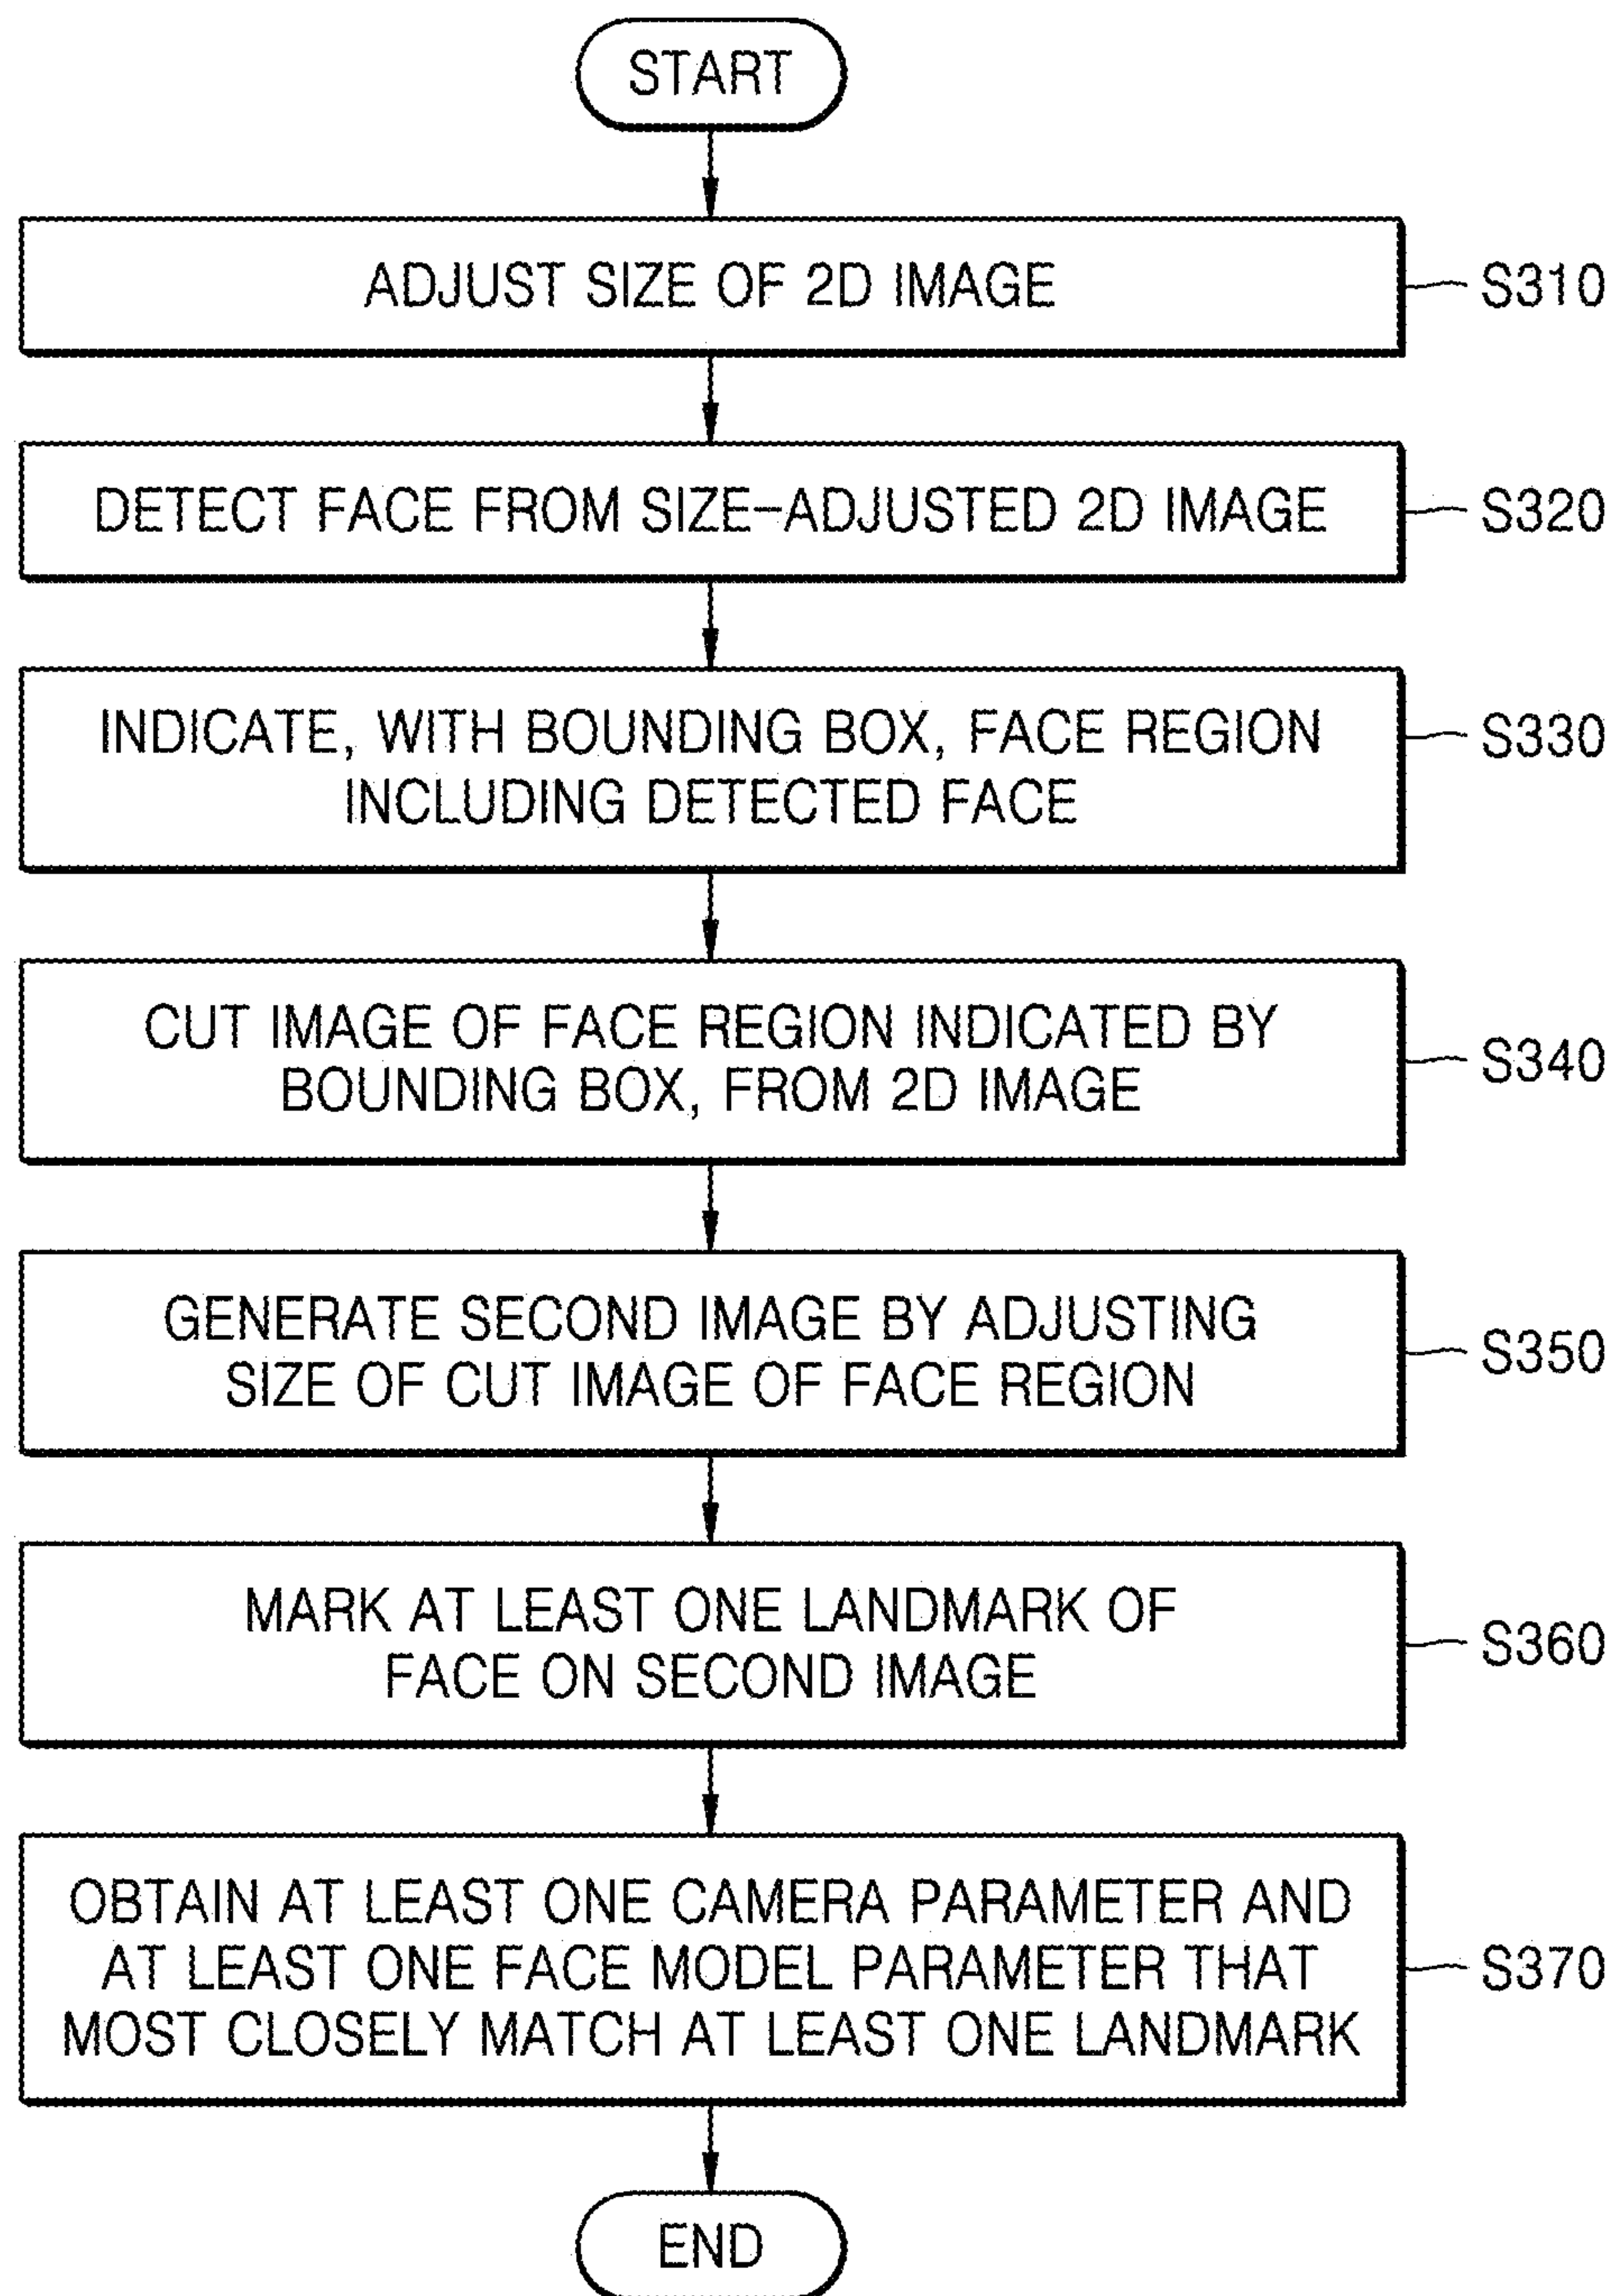 START
ADJUST SIZE OF 2D IMAGE
S310
DETECT FACE FROM SIZE-ADJUSTED 2D IMAGE
S320
INDICATE, WITH BOUNDING BOX, FACE REGION
INCLUDING DETECTED FACE
S330
CUT IMAGE OF FACE REGION INDICATED BY
BOUNDING BOX, FROM 2D IMAGE
S340
GENERATE SECOND IMAGE BY ADJUSTING
SIZE OF CUT IMAGE OF FACE REGION
S350
MARK AT LEAST ONE LANDMARK OF
FACE ON SECOND IMAGE
S360
OBTAIN AT LEAST ONE CAMERA PARAMETER AND
AT LEAST ONE FACE MODEL PARAMETER THAT
MOST CLOSELY MATCH AT LEAST ONE LANDMARK
S370
END